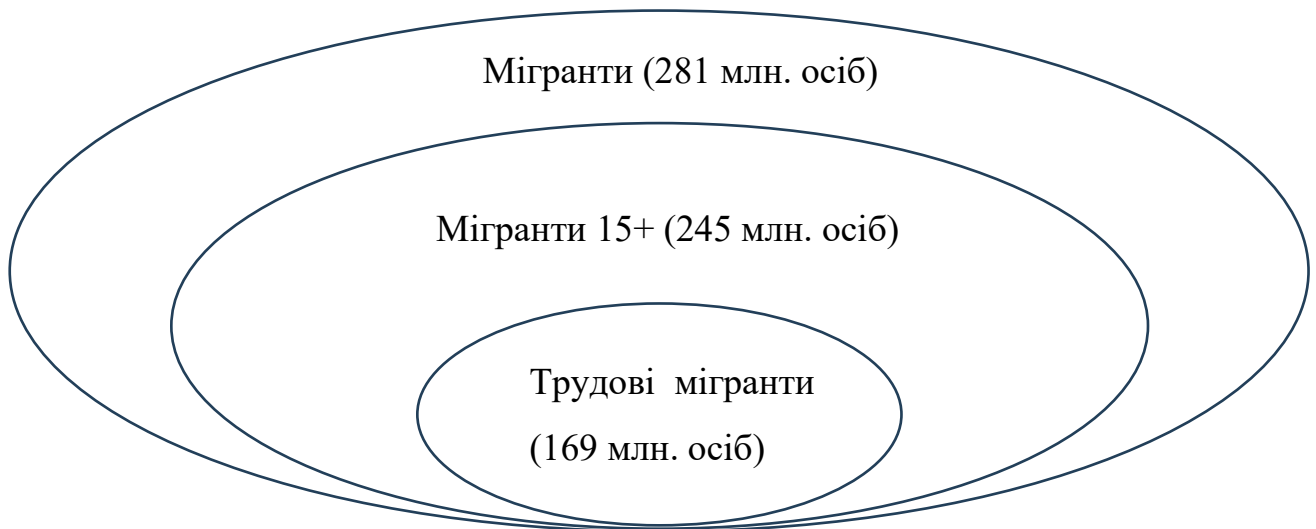 Мігранти (281 млн. осіб)
Мігранти 15+ (245 млн. осіб)
Трудові мігранти
(169 млн. осіб)